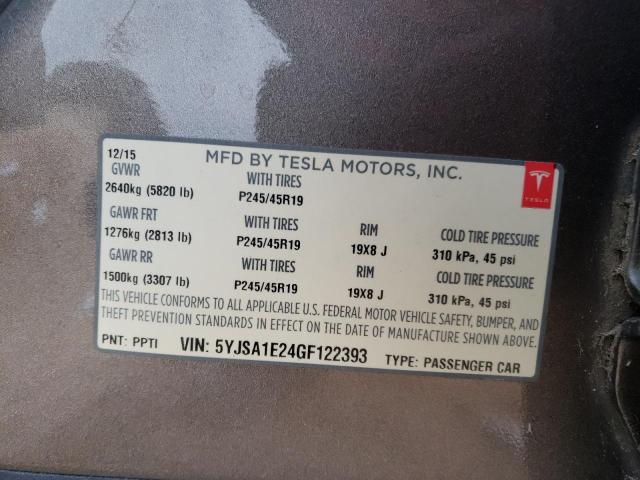 12/15 MFD BY TESLA MOTORS, INC.
GVWR WITH TIRES
2640kg (5820 lb) P245/45R19
TESLA
GAWR FRT WITH TIRES RIM COLD TIRE PRESSURE
1276kg (2813 lb) P245/45R19 19X8 J 310 kPa, 45 psi
GAWR RR WITH TIRES RIM COLD TIRE PRESSURE
1500kg (3307 lb) P245/45R19 19X8 J 310 kPa, 45 psi
THIS VEHICLE CONFORMS TO ALL APPLICABLE U.S. FEDERAL MOTOR VEHICLE SAFETY, BUMPER, AND
THEFT PREVENTION STANDARDS IN EFFECT ON THE DATE OF MANUFACTURE SHOWN ABOVE.
PNT: PPTI VIN: 5YJSA1E24GF122393 TYPE: PASSENGER CAR